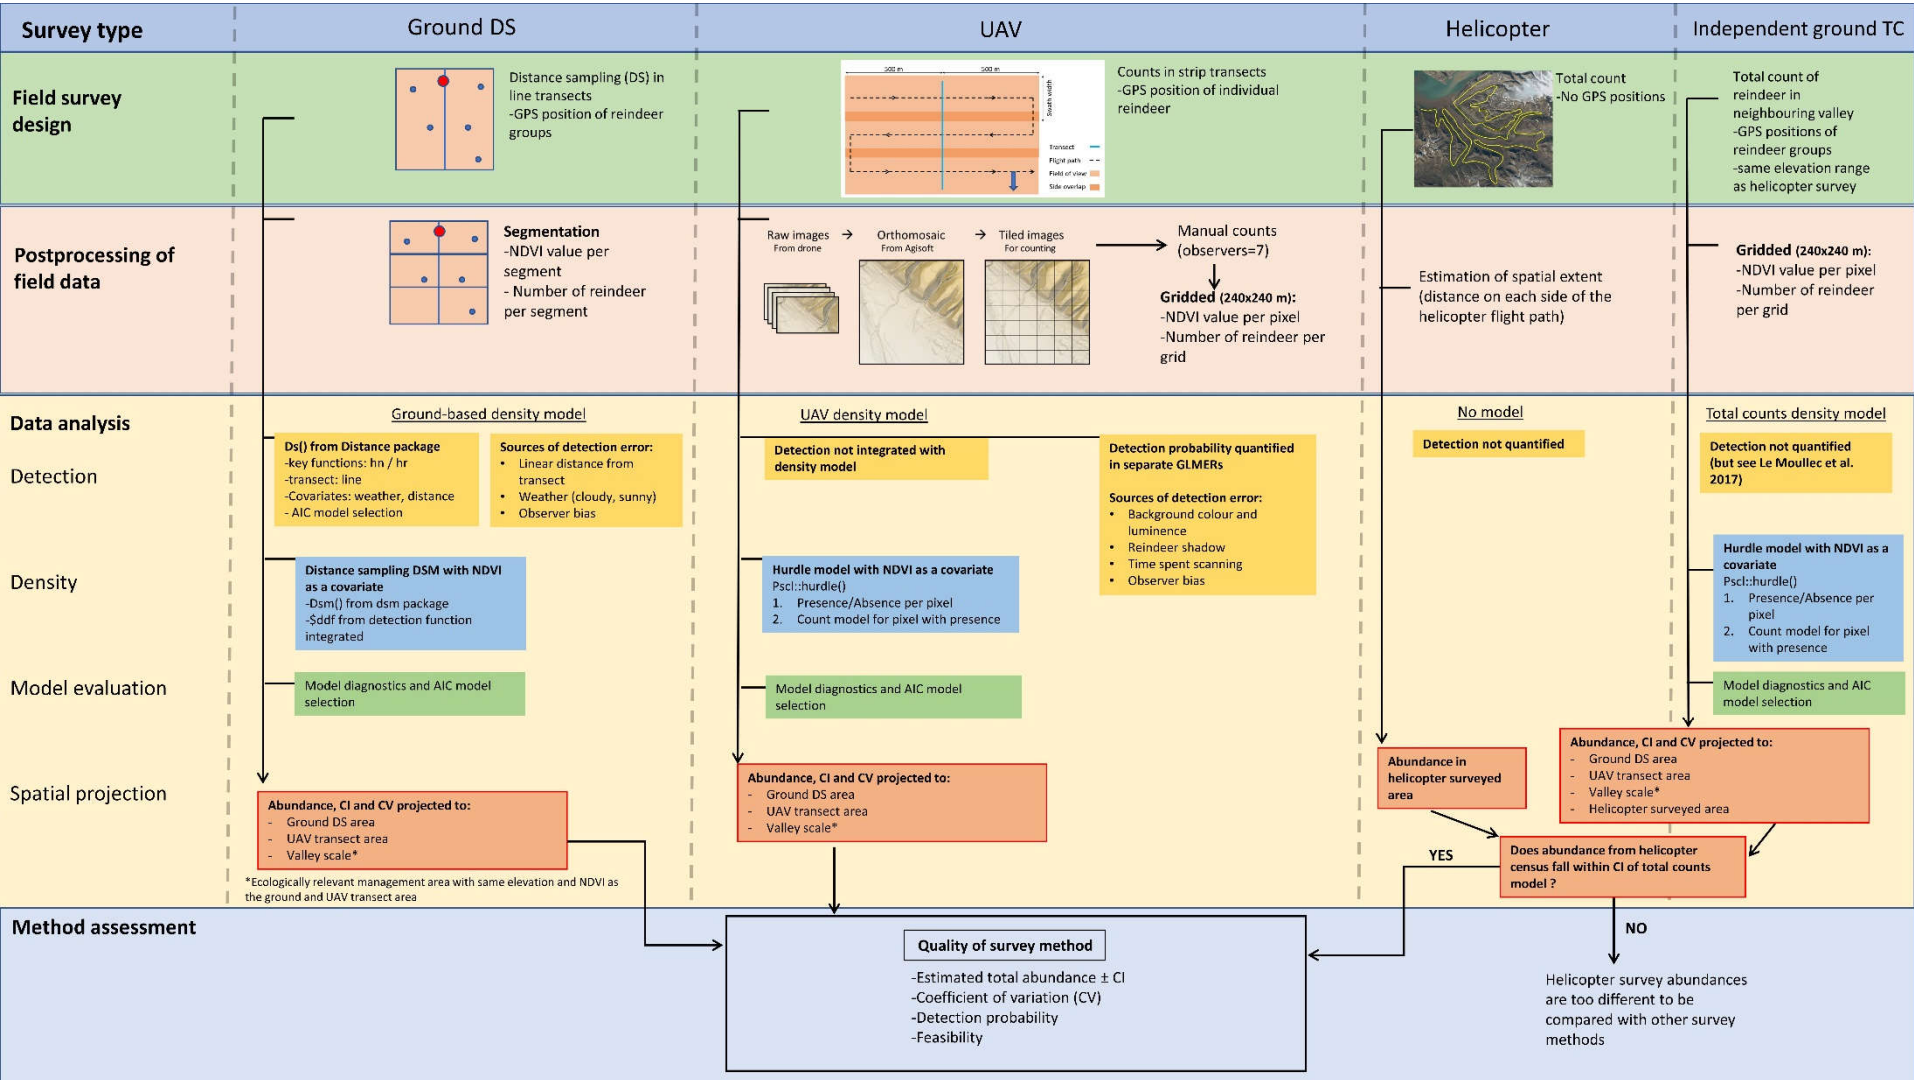 Survey type
Ground DS
UAV
Helicopter
Independent ground TC
Field survey
design
Distance sampling (DS) in
line transects
-GPS position of reindeer
groups
500 m
500 m
Swath width
Transect
Flight path
Field of view
Side overlap
Counts in strip transects
-GPS position of individual
reindeer
Total count
-No GPS positions
Total count of
reindeer in
neighbouring valley
-GPS positions of
reindeer groups
-same elevation range
as helicopter survey
Postprocessing of
field data
Segmentation
-NDVI value per
segment
- Number of reindeer
per segment
Raw images
From drone
Orthomosaic
From Agisoft
Tiled images
For counting
Manual counts
(observers=7)
Gridded (240x240 m):
-NDVI value per pixel
-Number of reindeer per
grid
Estimation of spatial extent
(distance on each side of the
helicopter flight path)
Gridded (240x240 m):
-NDVI value per pixel
-Number of reindeer
per grid
Data analysis
Ground-based density model
UAV density model
No model
Total counts density model
Detection
Ds() from Distance package
-key functions: hn / hr
-transect: line
-Covariates: weather, distance
- AIC model selection
Sources of detection error:
• Linear distance from
transect
• Weather (cloudy, sunny)
• Observer bias
Detection not integrated with
density model
Detection probability quantified
in separate GLMERs
Sources of detection error:
• Background colour and
luminence
• Reindeer shadow
• Time spent scanning
• Observer bias
Detection not quantified
Detection not quantified
(but see Le Moullec et al.
2017)
Density
Distance sampling DSM with NDVI
as a covariate
-Dsm() from dsm package
-$ddf from detection function
integrated
Hurdle model with NDVI as a covariate
Pscl::hurdle()
1. Presence/Absence per pixel
2. Count model for pixel with presence
Hurdle model with NDVI as a
covariate
Pscl::hurdle()
1. Presence/Absence per
pixel
2. Count model for pixel
with presence
Model evaluation
Model diagnostics and AIC model
selection
Model diagnostics and AIC model
selection
Model diagnostics and AIC
model selection
Spatial projection
Abundance, CI and CV projected to:
- Ground DS area
- UAV transect area
- Valley scale*
*Ecologically relevant management area with same elevation and NDVI as
the ground and UAV transect area
Abundance, CI and CV projected to:
- Ground DS area
- UAV transect area
- Valley scale*
Abundance in
helicopter surveyed
area
Abundance, CI and CV projected to:
- Ground DS area
- UAV transect area
- Valley scale*
- Helicopter surveyed area
Does abundance from helicopter
census fall within CI of total counts
model ?
YES
NO
Method assessment
Quality of survey method
-Estimated total abundance ± CI
-Coefficient of variation (CV)
-Detection probability
-Feasibility
Helicopter survey abundances
are too different to be
compared with other survey
methods